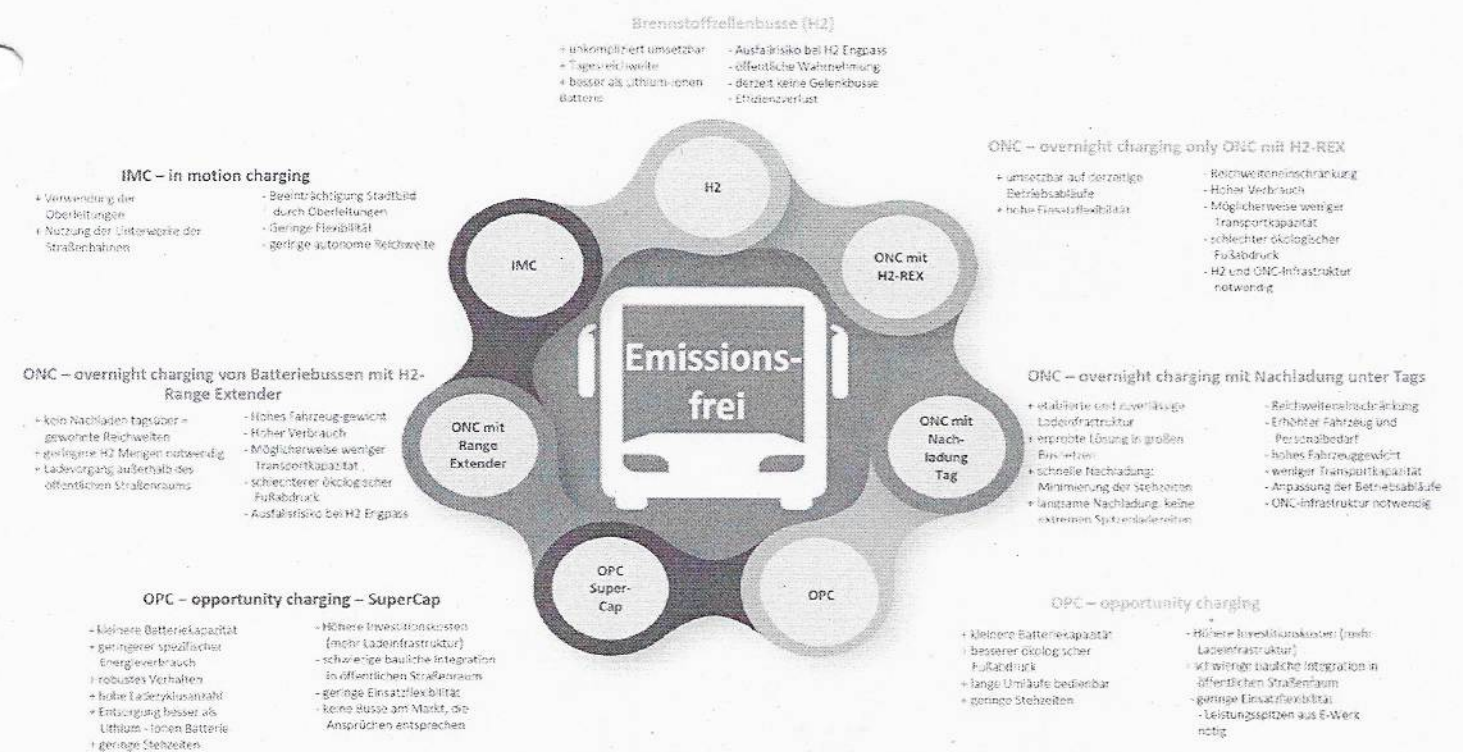 Brennstoffzellenbusse (H2)
+ unkompliziert umsetzbar
+ Tagesreichweite
+ besser als Lithium-Ionen
Batterie
- Ausfallrisiko bei H2 Engpass
- öffentliche Wahrnehmung
- derzeit keine Gelenkbusse
- Effizienzverlust
IMC – in motion charging
+ Verwendung der
Oberleitungen
+ Nutzung der Unterwerke der
Straßenbahnen
- Beeinträchtigung Stadtbild
durch Oberleitungen
- Geringe Flexibilität
- geringe autonome Reichweite
ONC – overnight charging only ONC mit H2-REX
+ umsetzbar auf derzeitige
Betriebsabläufe
+ hohe Einsatzflexibilität
- Reichweiteneinschränkung
- Hoher Verbrauch
- Möglicherweise weniger
Transportkapazität
- schlechter ökologischer
Fußabdruck
- H2 und ONC-Infrastruktur
notwendig
H2
IMC
ONC mit
H2-REX
Emissions-
frei
ONC mit
Range
Extender
ONC mit
Nach-
ladung
Tag
OPC
Super-
Cap
OPC
ONC – overnight charging von Batteriebussen mit H2-
Range Extender
+ kein Nachladen tagsüber =
gewohnte Reichweiten
+ geringere H2 Mengen notwendig
+ Ladevorgang außerhalb des
öffentlichen Straßenraums
- Hohes Fahrzeug-gewicht
- Hoher Verbrauch
- Möglicherweise weniger
Transportkapazität
- schlechterer ökologischer
Fußabdruck
- Ausfallsrisiko bei H2 Engpass
ONC – overnight charging mit Nachladung unter Tags
+ etablierte und zuverlässige
Ladeinfrastruktur
+ erprobte Lösung in großen
Einsätzen
+ schnelle Nachladung:
Minimierung der Stehzeiten
+ langsame Nachladung: keine
extremen
- Reichweiteneinschränkung
- Erhöhter Fahrzeug und
Personalbedarf
- hohes Fahrzeuggewicht
- weniger Transportkapazität
- Anpassung der Betriebsabläufe
- ONC-Infrastruktur notwendig
OPC – opportunity charging – SuperCap
+ kleinere Batteriekapazität
+ geringerer spezifischer
Energieverbrauch
+ robustes Verhalten
+ hohe Ladezyklusanzahl
+ Entsorgung besser als
Lithium - Ionen Batterie
+ geringe Stehzeiten
- Höhere Investitionskosten
(mehr Ladeinfrastruktur)
- schwierige bauliche Integration
in öffentlichen Straßenraum
- geringe Einsatzflexibilität
- keine Busse am Markt, die
Ansprüchen entsprechen
OPC – opportunity charging
+ kleinere Batteriekapazität
+ besserer ökologischer
Fußabdruck
+ lange Umläufe bedienbar
+ geringe Stehzeiten
- Höhere Investitionskosten (mehr
Ladeinfrastruktur)
- schwierige bauliche Integration in
öffentlichen Straßenraum
- geringe Einsatzflexibilität
- Leistungsspitzen aus E-Werk
nötig